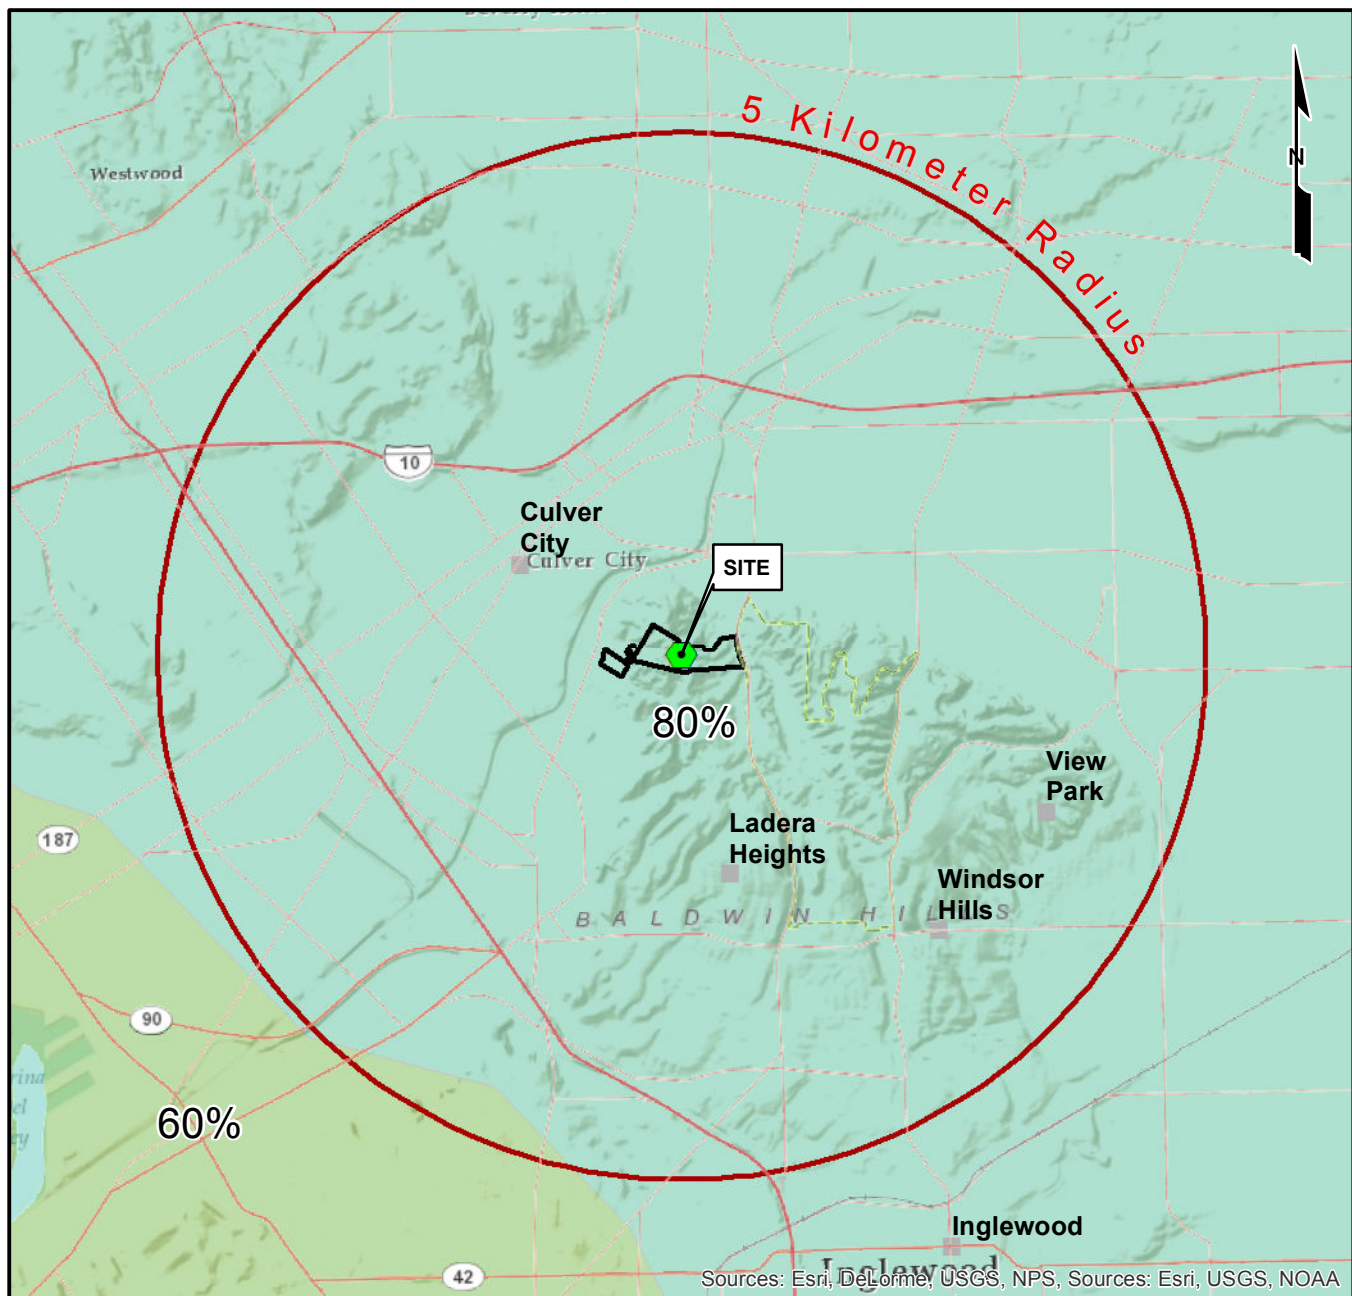 5 Kilometer Radius
N
Westwood
10
Culver
City
Culver City
SITE
80%
View
Park
187
Ladera
Heights
Windsor
Hills
BALDWIN HILLS
90
60%
Inglewood
Inglewood
42
Sources: Esri, DeLorme, USGS, NPS, Sources: Esri, USGS, NOAA